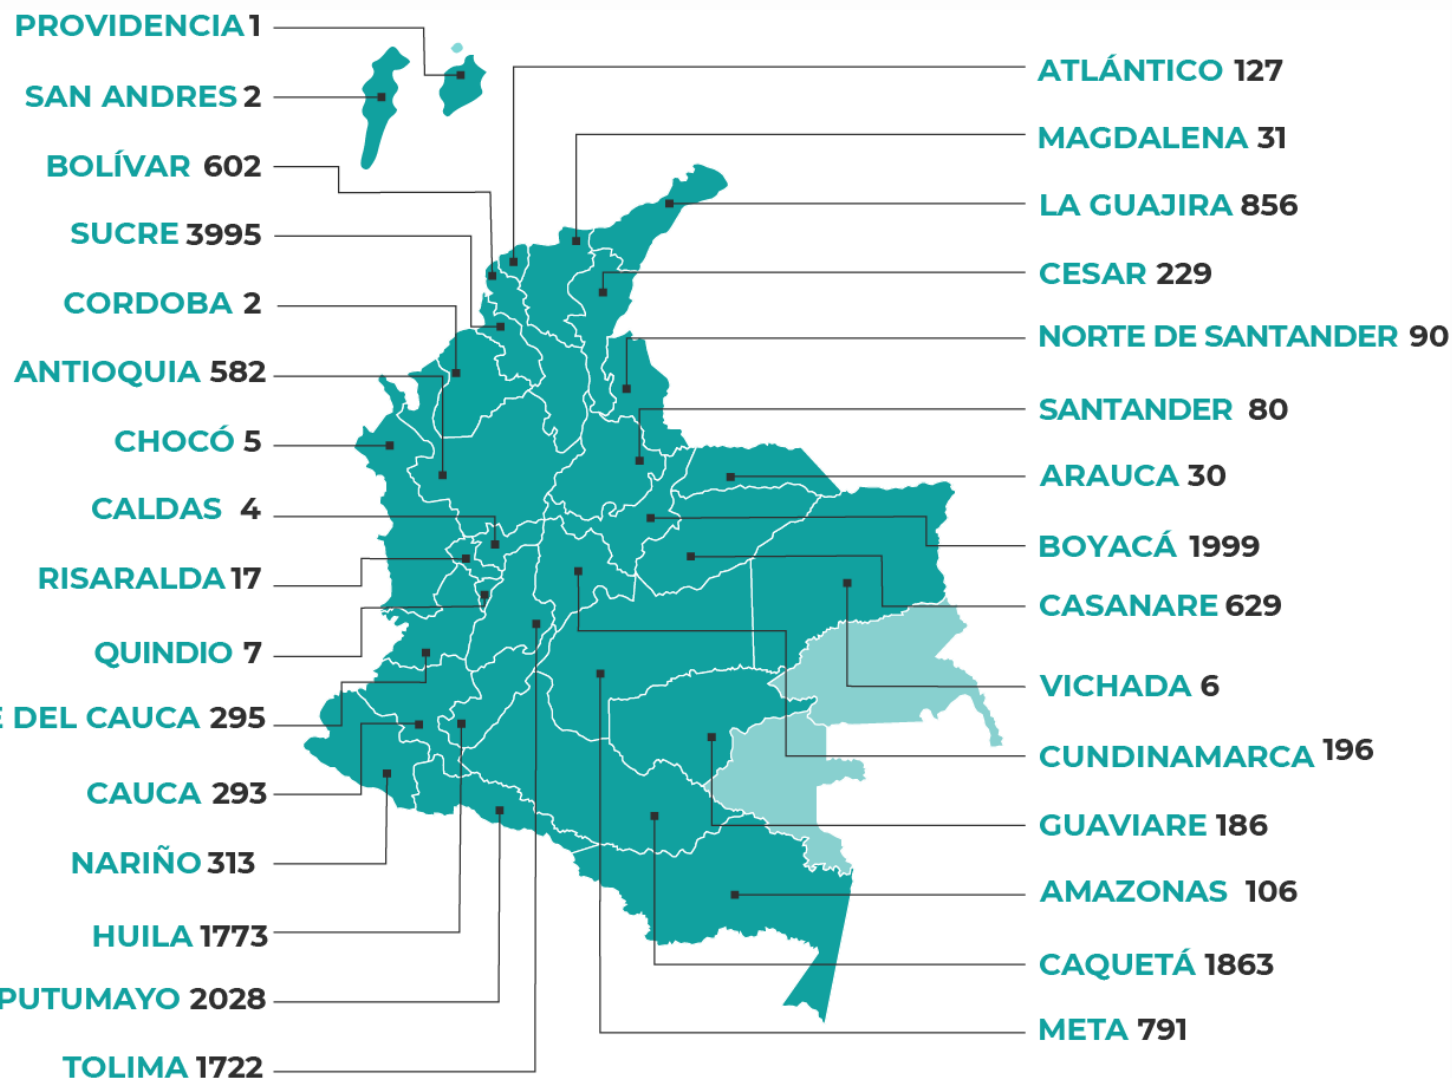 PROVIDENCIA 1
SAN ANDRES 2
BOLÍVAR 602
SUCRE 3995
CORDOBA 2
ANTIOQUIA 582
CHOCÓ 5
CALDAS 4
RISARALDA 17
QUINDIO 7
E DEL CAUCA 295
CAUCA 293
NARIÑO 313
HUILA 1773
PUTUMAYO 2028
TOLIMA 1722
ATLÁNTICO 127
MAGDALENA 31
LA GUAJIRA 856
CESAR 229
NORTE DE SANTANDER 90
SANTANDER 80
ARAUCA 30
BOYACÁ 1999
CASANARE 629
VICHADA 6
CUNDINAMARCA 196
GUAVIARE 186
AMAZONAS 106
CAQUETÁ 1863
META 791